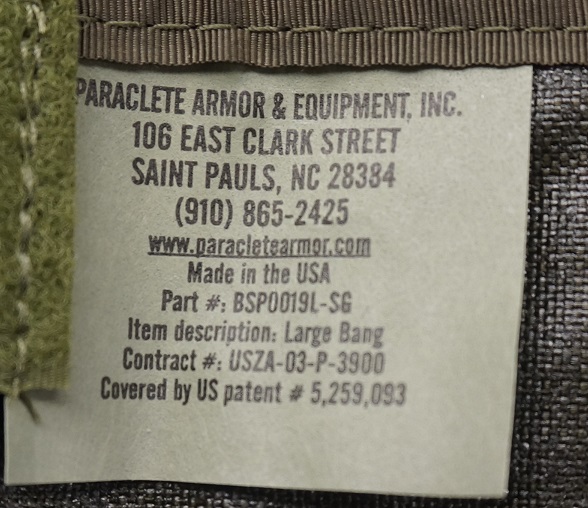 PARACLETE ARMOR & EQUIPMENT, INC.
106 EAST CLARK STREET
SAINT PAULS, NC 28384
(910) 865-2425
www.paracletearmor.com
Made in the USA
Part #: BSP0019L-SG
Item description: Large Bang
Contract #: USZA-03-P-3900
Covered by US patent # 5,259,093